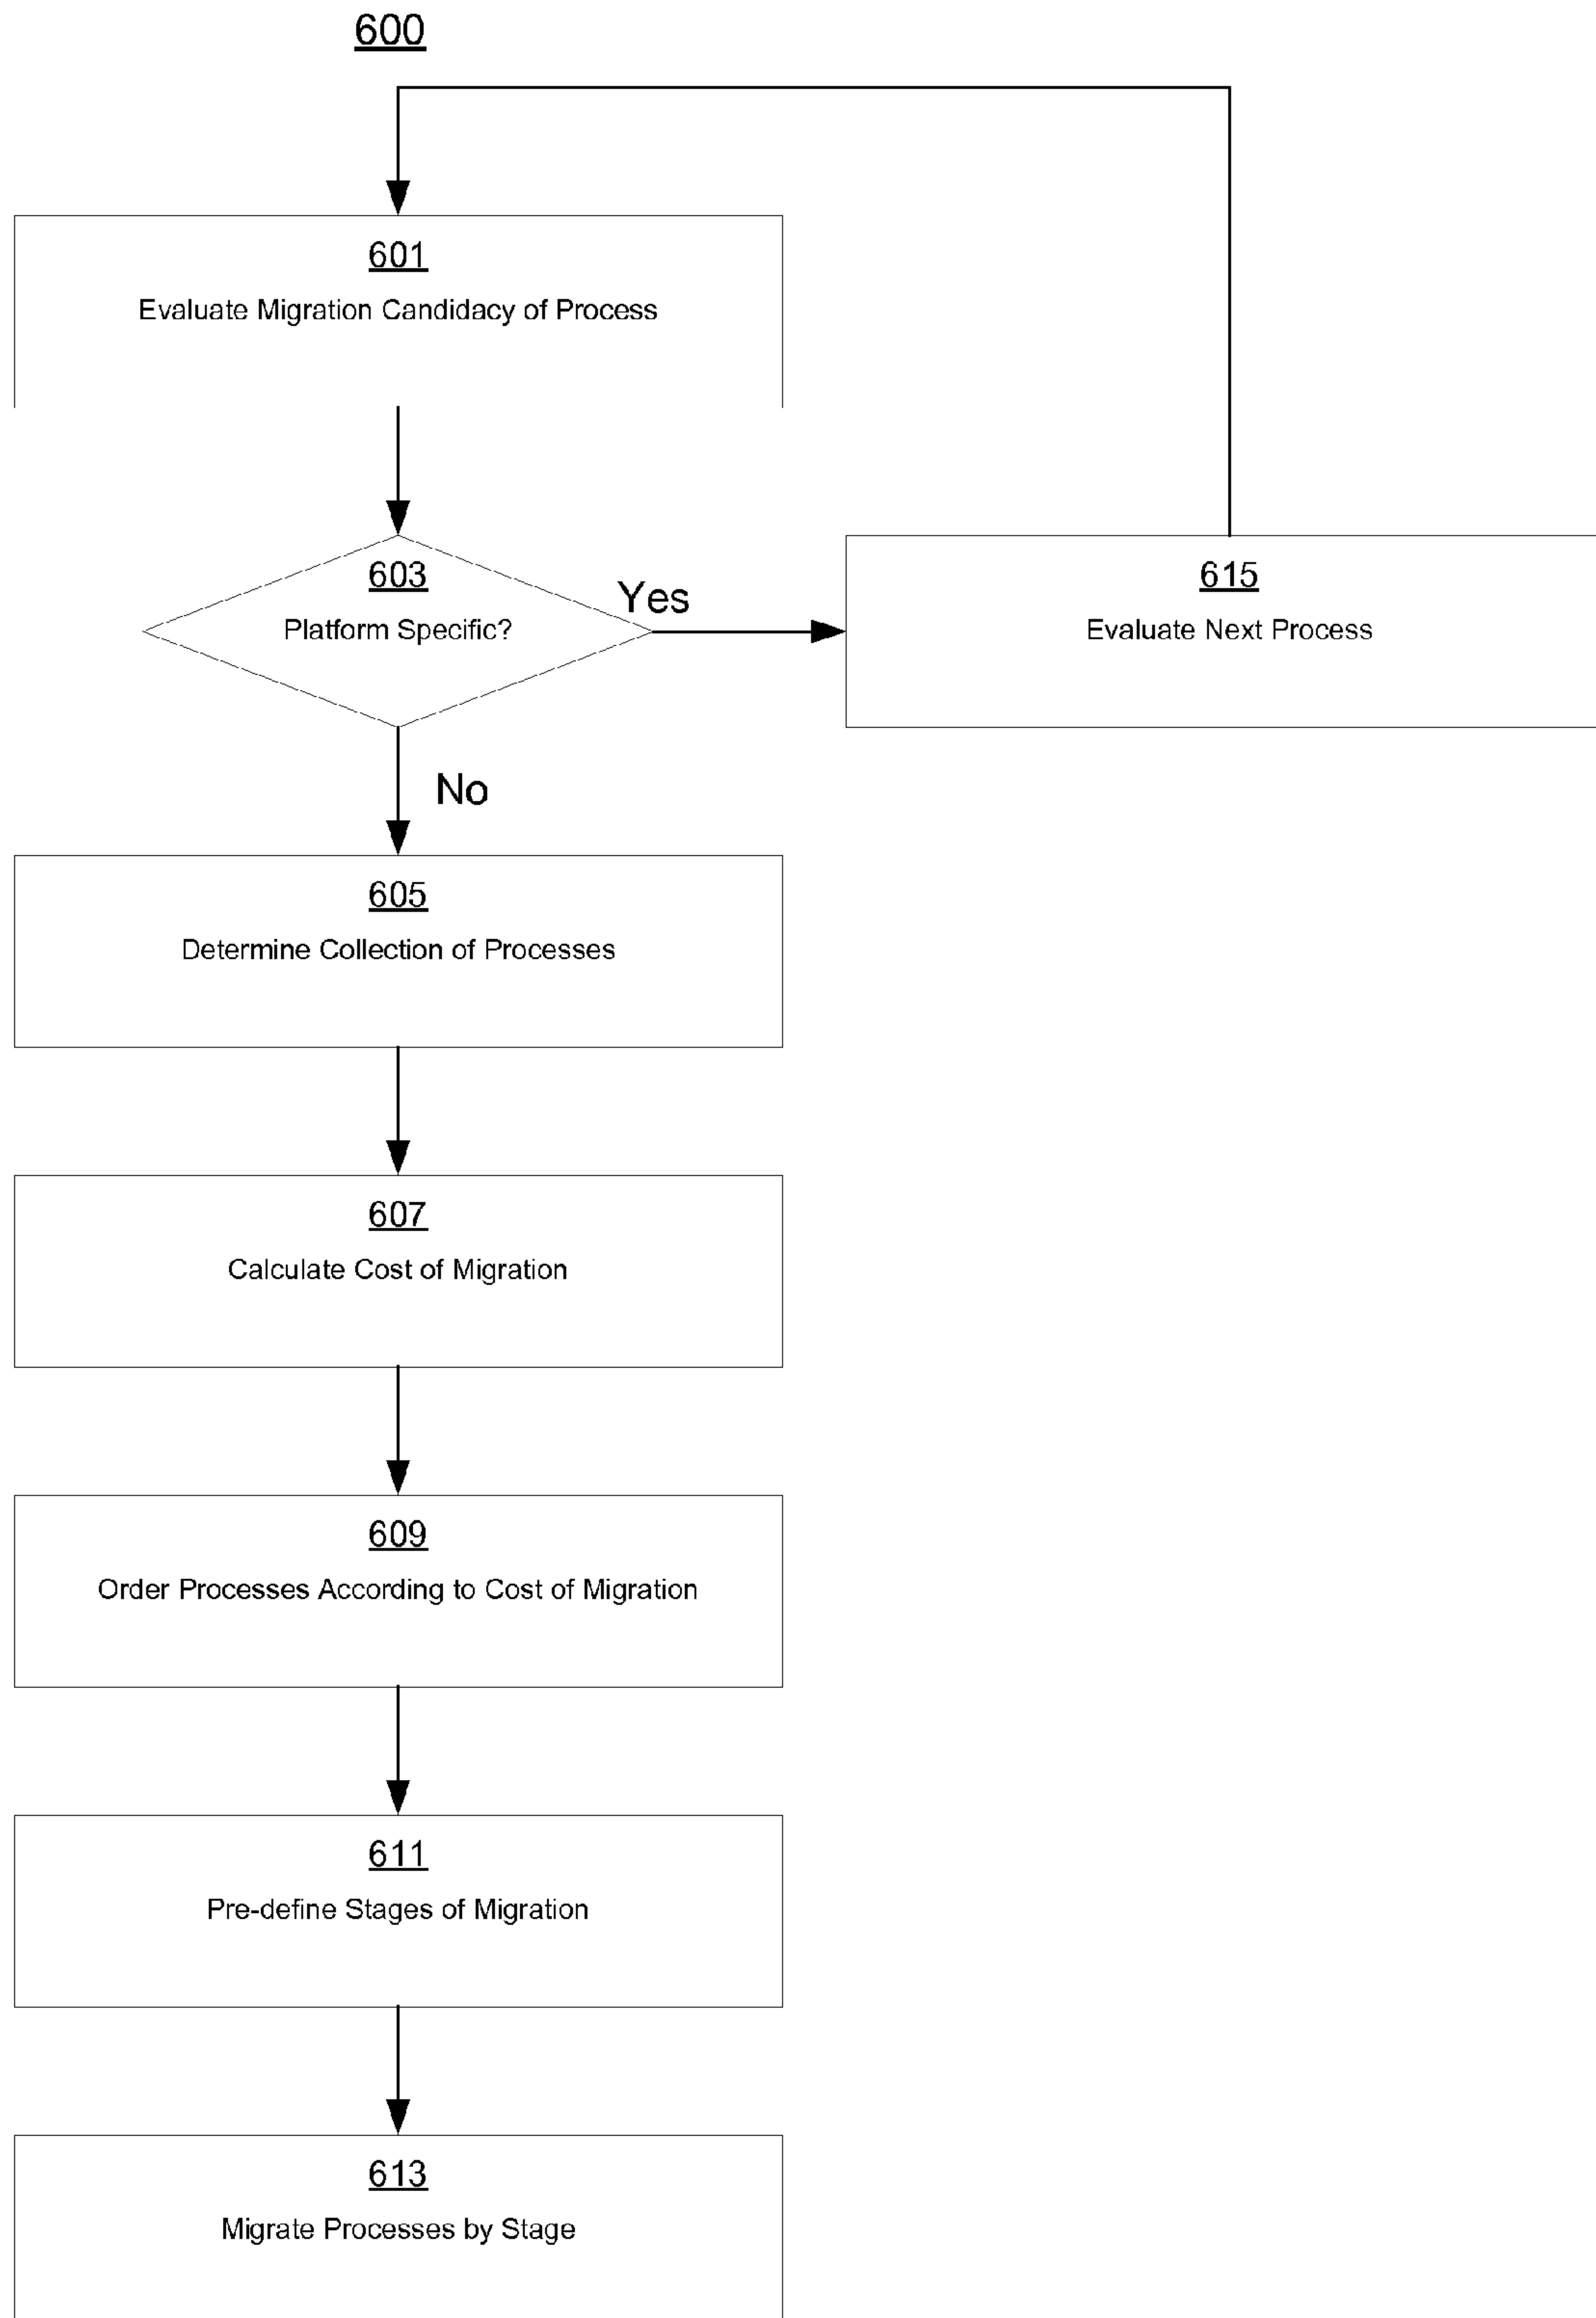 600
601
Evaluate Migration Candidacy of Process
603
Platform Specific?
Yes
615
Evaluate Next Process
No
605
Determine Collection of Processes
607
Calculate Cost of Migration
609
Order Processes According to Cost of Migration
611
Pre-define Stages of Migration
613
Migrate Processes by Stage